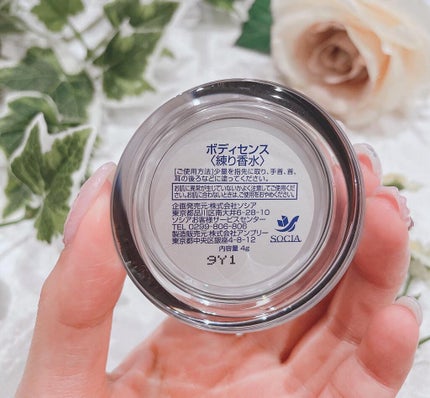 ボディセンス
〈練り香水〉
【ご使用方法】少量を指先に取り、手首、首、
耳の後ろなどに塗ってください。
お肌に異常が生じていないかよく注意してご使用くだ
さい。お肌に合わないときは、ご使用をおやめください。
企画発売元:株式会社ソシア
東京都品川区南大井6-28-10
ソシアお客様サービスセンター
TEL 0299-806-806
製造販売元:株式会社アンプリー
東京都中央区銀座4-8-12
内容量 4g
SOCIA
9Y1